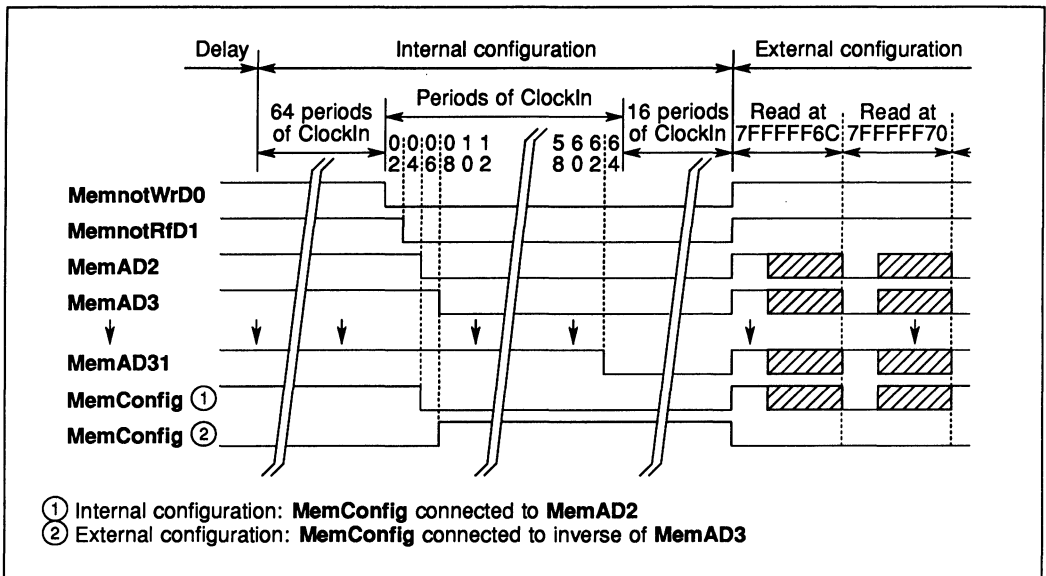 Delay Internal configuration External configuration
Periods of ClockIn
64 periods of ClockIn
16 periods of ClockIn
Read at 7FFFFF6C
Read at 7FFFFF70
0 0 0 0 1 1 5 6 6 6
2 4 6 8 0 2 8 0 2 4
MemnotWrD0
MemnotRfD1
MemAD2
MemAD3
MemAD31
MemConfig ①
MemConfig ②
① Internal configuration: MemConfig connected to MemAD2
② External configuration: MemConfig connected to inverse of MemAD3